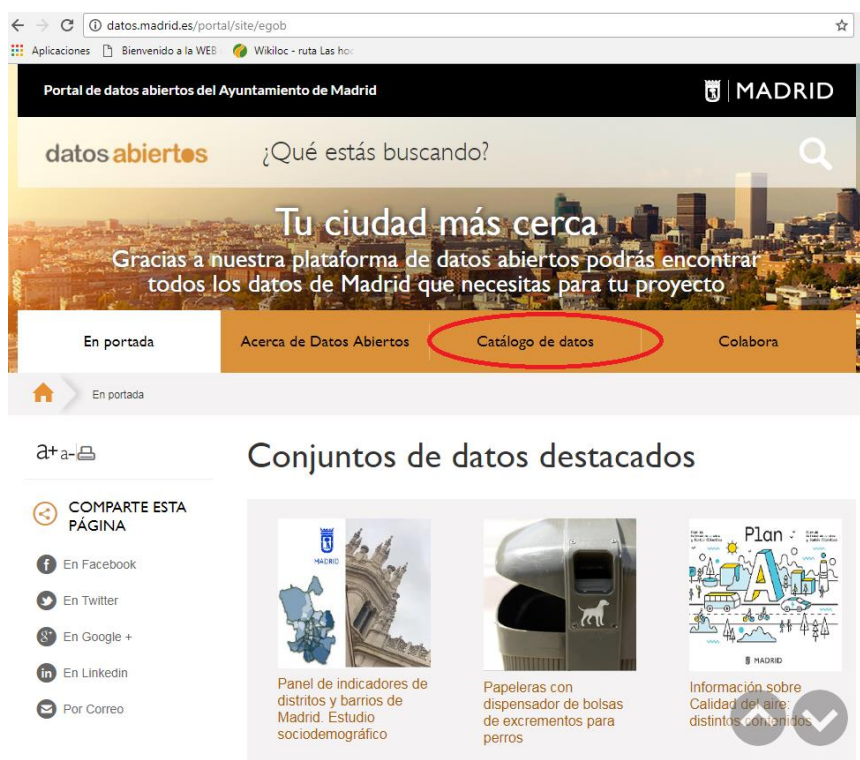 datos.madrid.es/portal/site/egob
Aplicaciones Bienvenido a la WEB Wikiloc - ruta Las hoc
Portal de datos abiertos del Ayuntamiento de Madrid
MADRID
datos abiertos ¿Qué estás buscando?
Tu ciudad más cerca
Gracias a nuestra plataforma de datos abiertos podrás encontrar
todos los datos de Madrid que necesitas para tu proyecto
En portada Acerca de Datos Abiertos Catálogo de datos Colabora
En portada
a+ a-
Conjuntos de datos destacados
COMPARTE ESTA
PÁGINA
En Facebook
En Twitter
En Google +
En Linkedin
Por Correo
MADRID
Panel de indicadores de
distritos y barrios de
Madrid. Estudio
sociodemográfico
Papeleras con
dispensador de bolsas
de excrementos para
perros
Plan
A
MADRID
Información sobre
Calidad del aire:
distintos contenidos